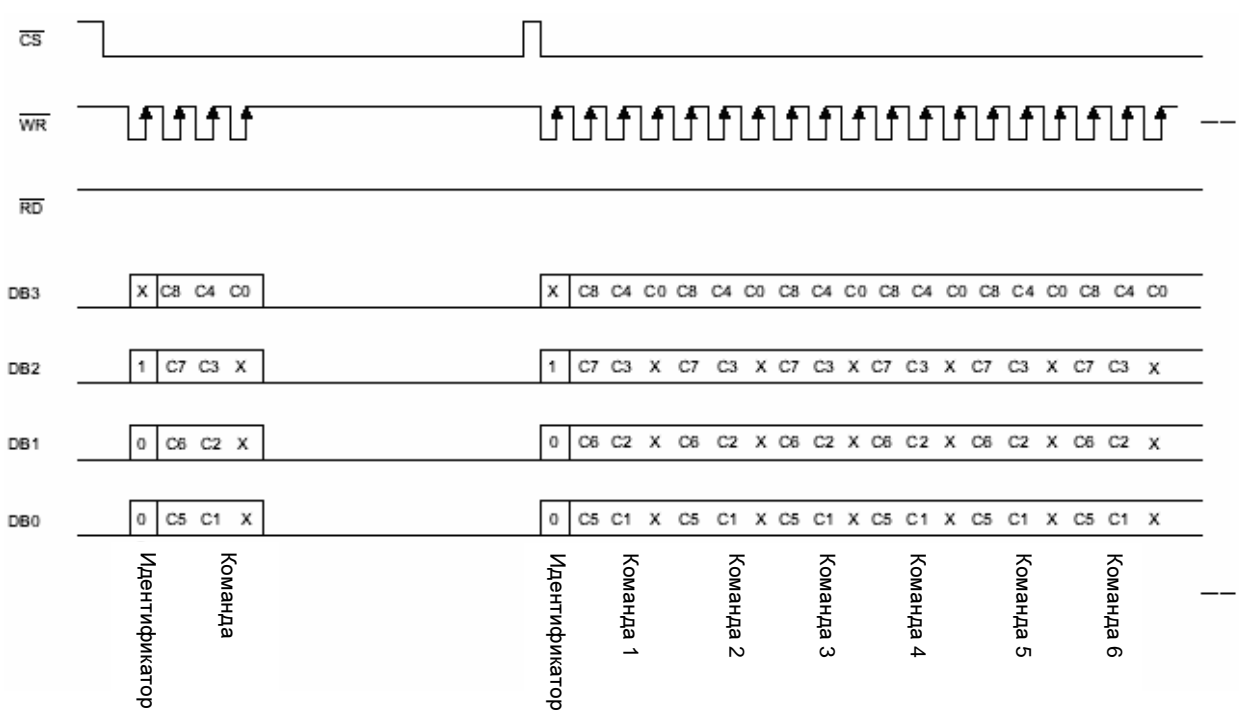 CS
WR
RD
DB3 X C8 C4 C0 X C8 C4 C0 C8 C4 C0 C8 C4 C0 C8 C4 C0 C8 C4 C0 C8 C4 C0
DB2 1 C7 C3 X 1 C7 C3 X C7 C3 X C7 C3 X C7 C3 X C7 C3 X C7 C3 X
DB1 0 C6 C2 X 0 C6 C2 X C6 C2 X C6 C2 X C6 C2 X C6 C2 X C6 C2 X
DB0 0 C5 C1 X 0 C5 C1 X C5 C1 X C5 C1 X C5 C1 X C5 C1 X C5 C1 X
Идентификатор
Команда
Идентификатор
Команда 1
Команда 2
Команда 3
Команда 4
Команда 5
Команда 6